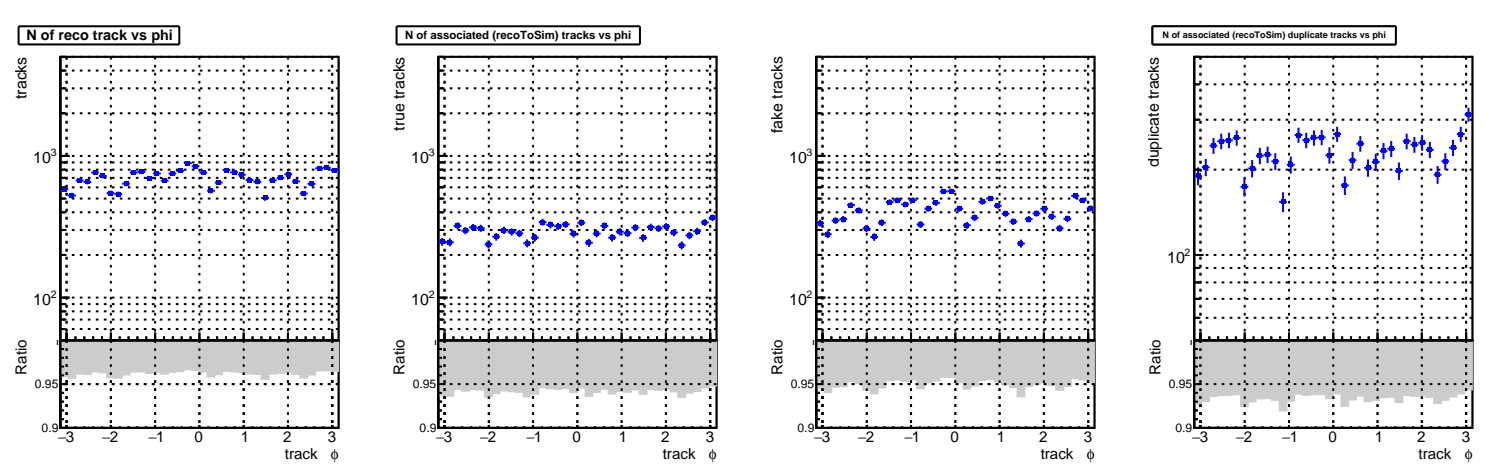 N of reco track vs phi
tracks
10³
10²
Ratio
0.95
0.9
−3 −2 −1 0 1 2 3
track ϕ
N of associated (recoToSim) tracks vs phi
true tracks
10³
10²
Ratio
0.95
0.9
−3 −2 −1 0 1 2 3
track ϕ
fake tracks
10³
10²
Ratio
0.95
0.9
−3 −2 −1 0 1 2 3
track ϕ
N of associated (recoToSim) duplicate tracks vs phi
duplicate tracks
10²
Ratio
0.95
0.9
−3 −2 −1 0 1 2 3
track ϕ